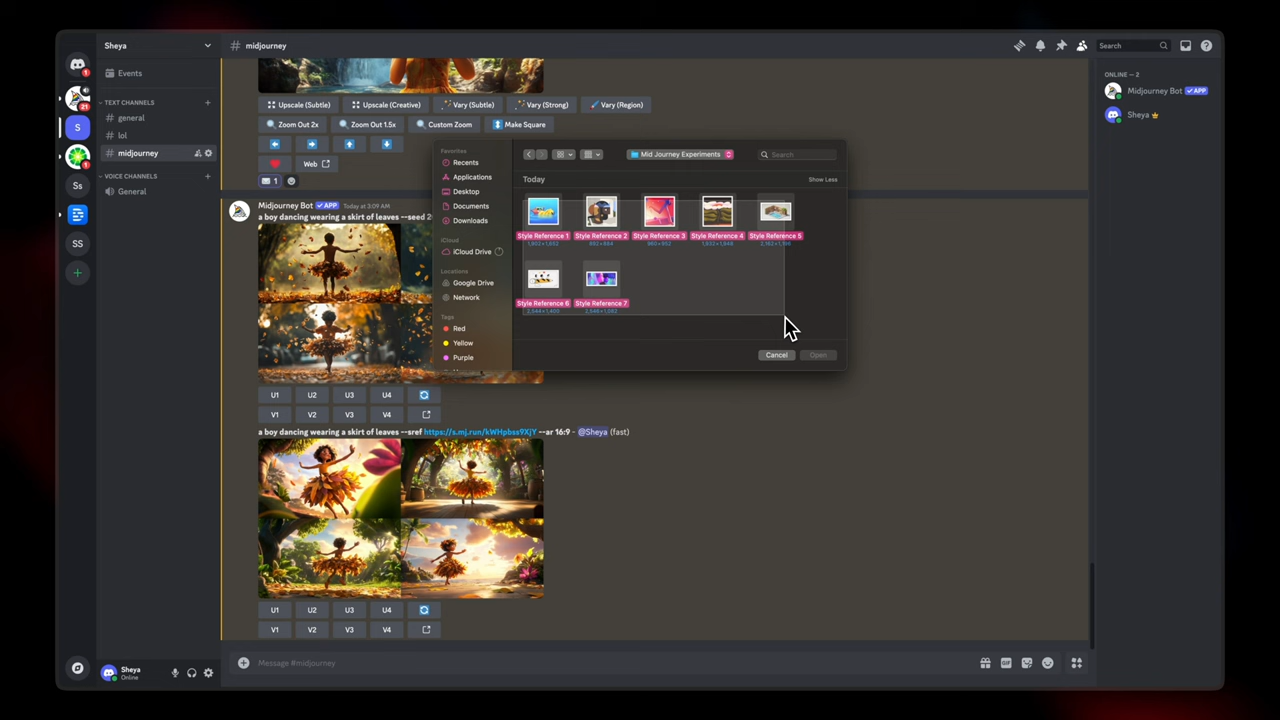 Sheya
# midjourney
Search
1
Events
21
TEXT CHANNELS
general
S
lol
midjourney
1
VOICE CHANNELS
Ss
General
SS
Upscale (Subtle)
Upscale (Creative)
Vary (Subtle)
Vary (Strong)
Vary (Region)
Zoom Out 2x
Zoom Out 1.5x
Custom Zoom
Make Square
Web
1
Midjourney Bot APP Today at 3:09 AM
a boy dancing wearing a skirt of leaves --seed
U1 U2 U3 U4
V1 V2 V3 V4
a boy dancing wearing a skirt of leaves --sref https://s.mj.run/kWHpbss9XjY --ar 16:9 - @Sheya (fast)
U1 U2 U3 U4
V1 V2 V3 V4
Favorites
Recents
Applications
Desktop
Documents
Downloads
iCloud
iCloud Drive
Locations
Google Drive
Network
Tags
Red
Yellow
Purple
Mid Journey Experiments
Search
Today
Show Less
Style Reference 1
Style Reference 2
Style Reference 3
Style Reference 4
Style Reference 5
Style Reference 6
Style Reference 7
Cancel
Open
ONLINE — 2
Midjourney Bot APP
Sheya
Sheya
Online
Message #midjourney
GIF